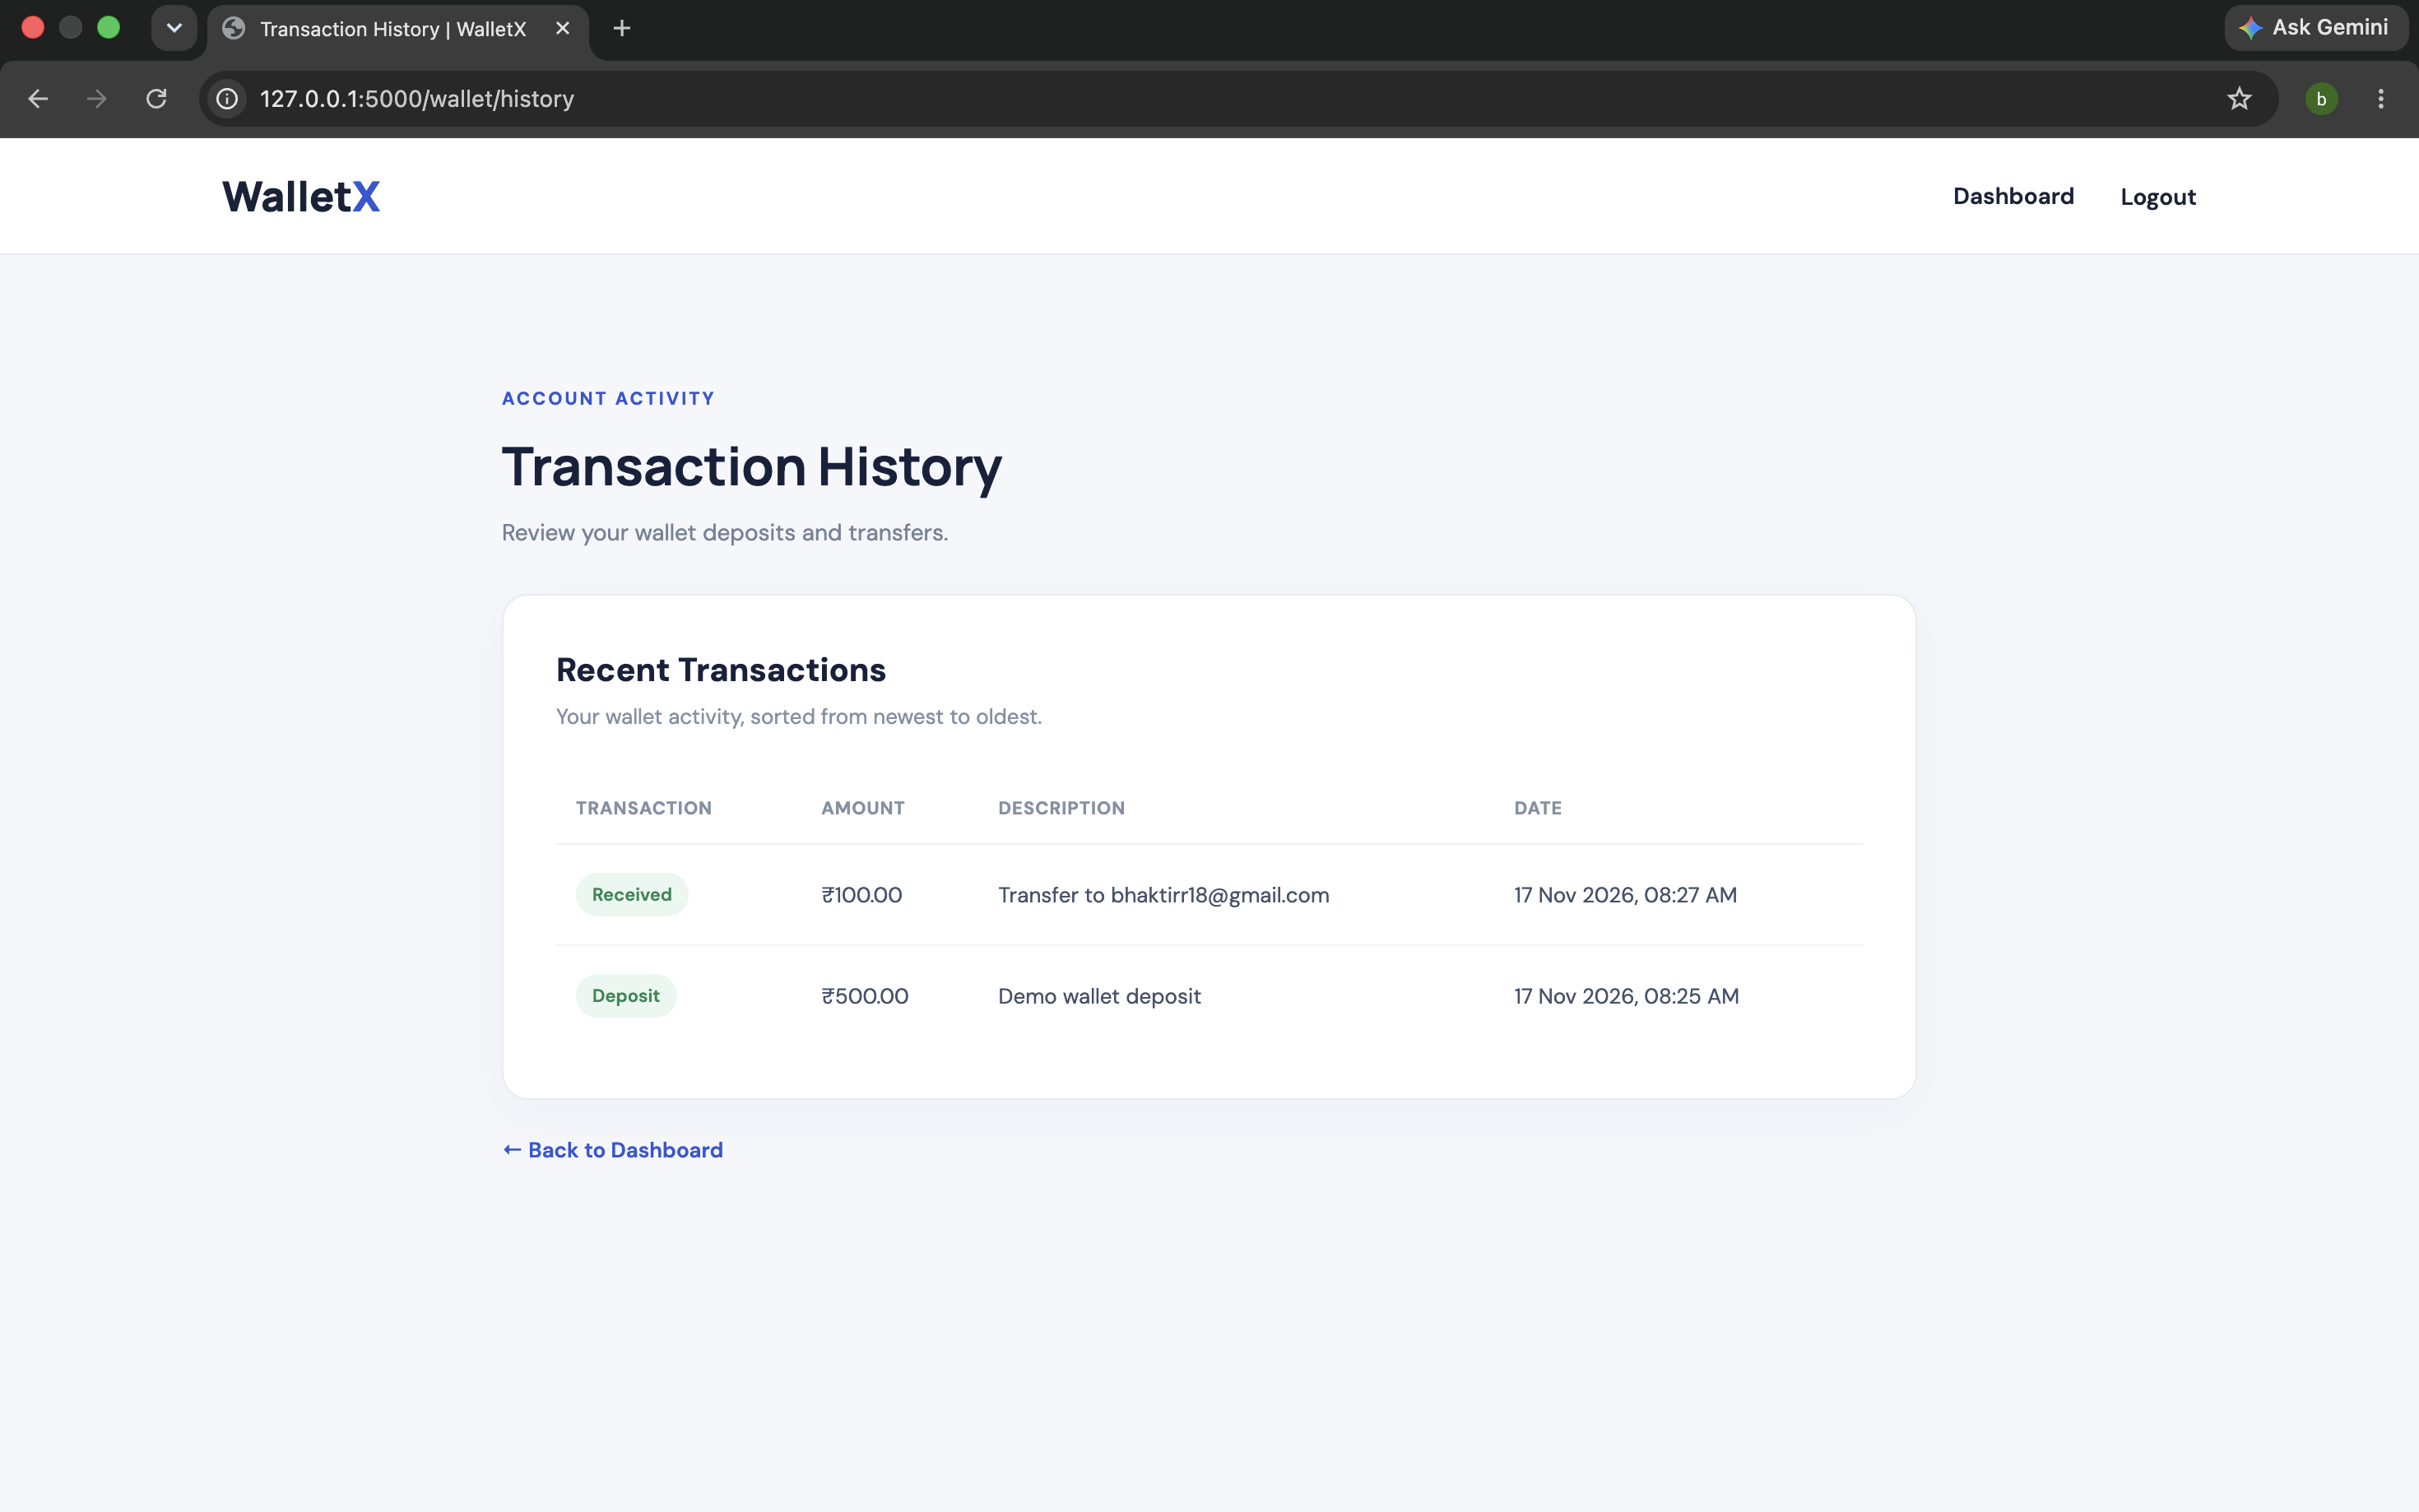 Transaction History | WalletX
Ask Gemini
127.0.0.1:5000/wallet/history
b
WalletX
Dashboard Logout
ACCOUNT ACTIVITY
Transaction History
Review your wallet deposits and transfers.
Recent Transactions
Your wallet activity, sorted from newest to oldest.
TRANSACTION AMOUNT DESCRIPTION DATE
Received ₹100.00 Transfer to bhaktirr18@gmail.com 17 Nov 2026, 08:27 AM
Deposit ₹500.00 Demo wallet deposit 17 Nov 2026, 08:25 AM
← Back to Dashboard